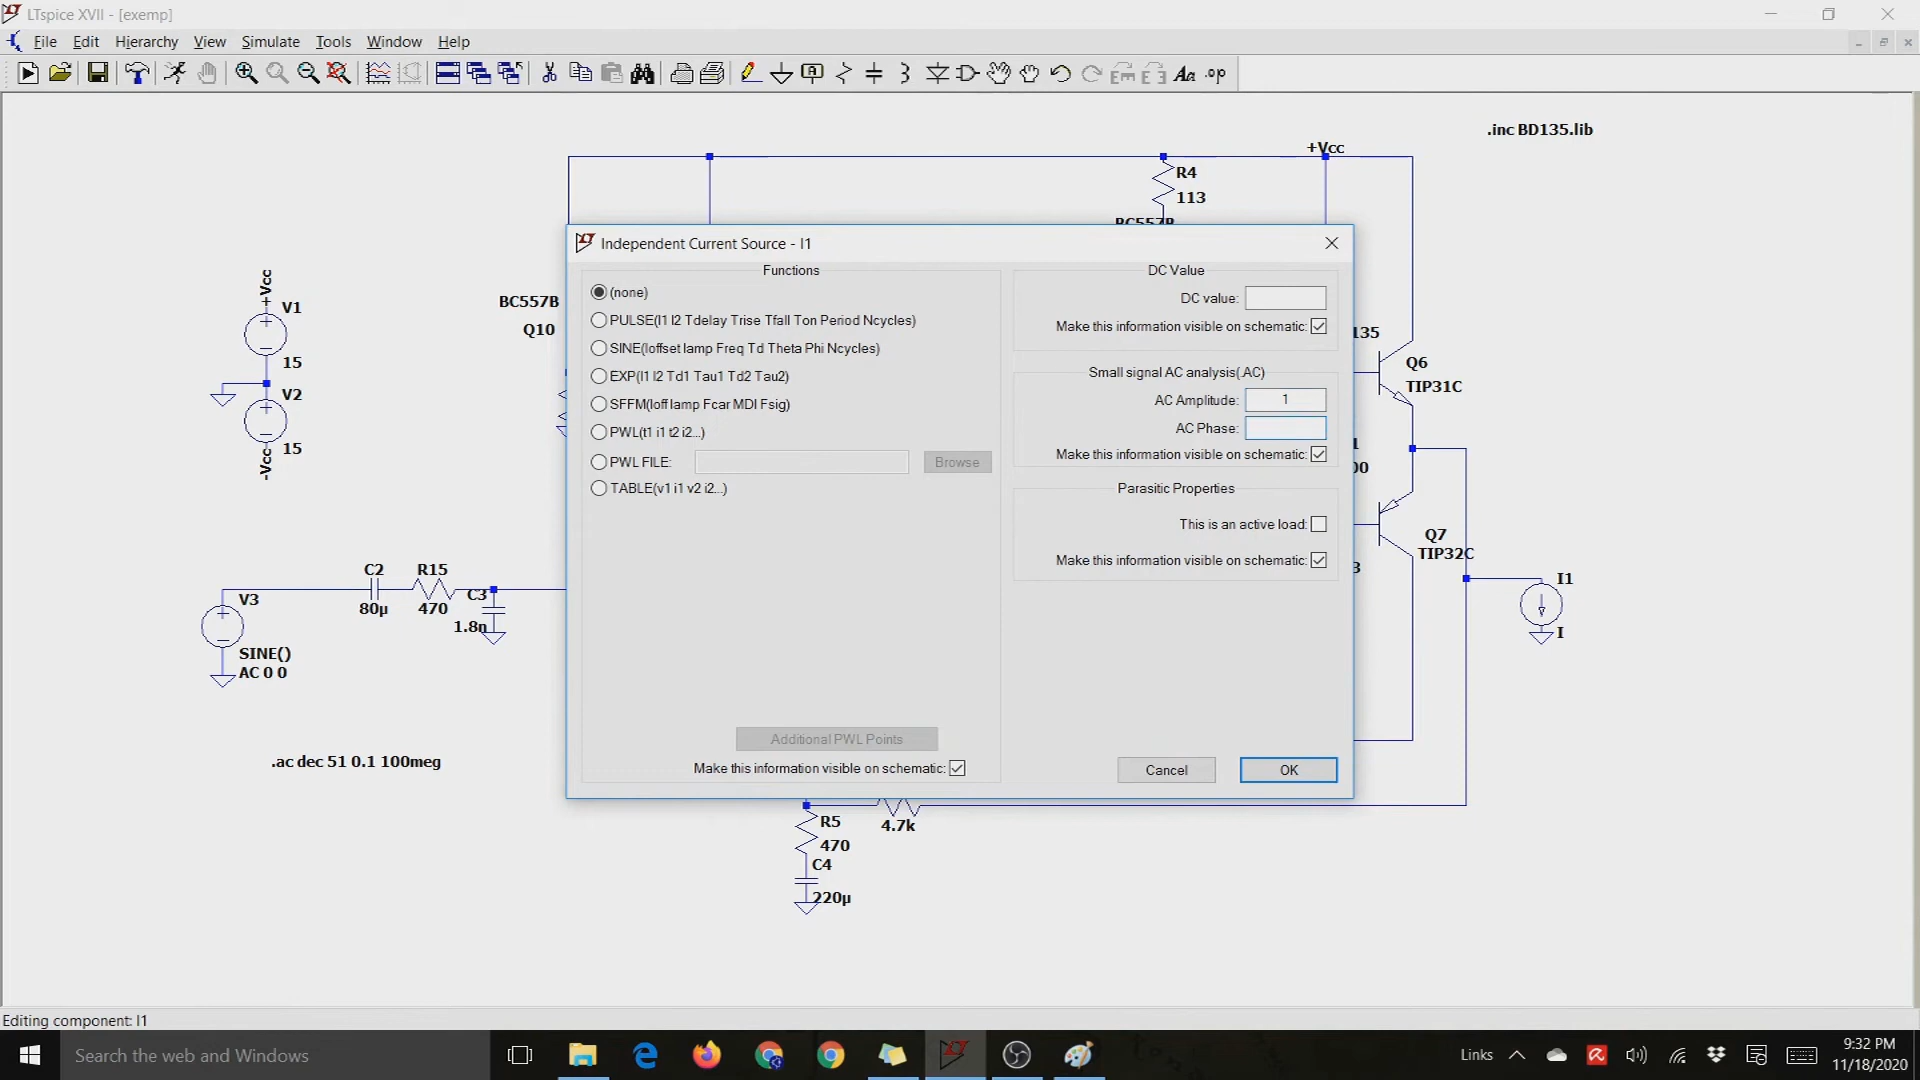 LTspice XVII - [exemp]
File Edit Hierarchy View Simulate Tools Window Help
.op
.inc BD135.lib
+Vcc
R4
113
BC557B
Independent Current Source - I1
Functions
(none)
PULSE(I1 I2 Tdelay Trise Tfall Ton Period Ncycles)
SINE(Ioffset Iamp Freq Td Theta Phi Ncycles)
EXP(I1 I2 Td1 Tau1 Td2 Tau2)
SFFM(Ioff Iamp Fcar MDI Fsig)
PWL(t1 i1 t2 i2...)
PWL FILE:
Browse
TABLE(v1 i1 v2 i2...)
Additional PWL Points
Make this information visible on schematic:
DC Value
DC value:
Make this information visible on schematic:
Small signal AC analysis(.AC)
AC Amplitude: 1
AC Phase:
Make this information visible on schematic:
Parasitic Properties
This is an active load:
Make this information visible on schematic:
Cancel
OK
+Vcc
V1
15
V2
15
-Vcc
BC557B
Q10
135
Q6
TIP31C
1
00
Q7
TIP32C
3
I1
I
V3
SINE()
AC 0 0
C2
80µ
R15
470
C3
1.8n
.ac dec 51 0.1 100meg
R5
470
4.7k
C4
220µ
Editing component: I1
Search the web and Windows
Links
9:32 PM
11/18/2020